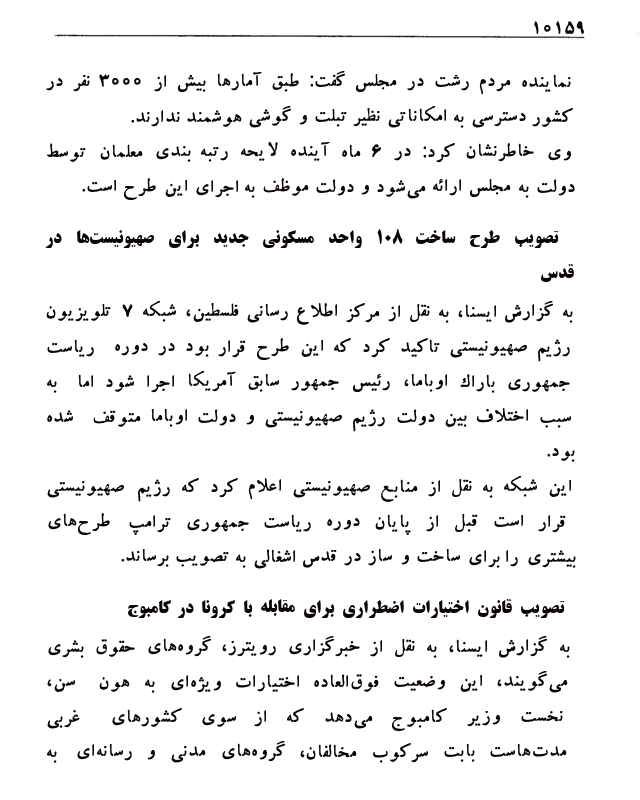 ۱۰۱۵۹
نماینده مردم رشت در مجلس گفت: طبق آمارها بیش از ۳۰۰۰ نفر در
کشور دسترسی به امکاناتی نظیر تبلت و گوشی هوشمند ندارند.
وی خاطرنشان کرد: در ۶ ماه آینده لایحه رتبه بندی معلمان توسط
دولت به مجلس ارائه می‌شود و دولت موظف به اجرای این طرح است.
تصویب طرح ساخت ۱۰۸ واحد مسکونی جدید برای صهیونیست‌ها در
قدس
به گزارش ایسنا، به نقل از مرکز اطلاع رسانی فلسطین، شبکه ۷ تلویزیون
رژیم صهیونیستی تاکید کرد که این طرح قرار بود در دوره ریاست
جمهوری باراک اوباما، رئیس جمهور سابق آمریکا اجرا شود اما به
سبب اختلاف بین دولت رژیم صهیونیستی و دولت اوباما متوقف شده
بود.
این شبکه به نقل از منابع صهیونیستی اعلام کرد که رژیم صهیونیستی
قرار است قبل از پایان دوره ریاست جمهوری ترامپ طرح‌های
بیشتری را برای ساخت و ساز در قدس اشغالی به تصویب برساند.
تصویب قانون اختیارات اضطراری برای مقابله با کرونا در کامبوج
به گزارش ایسنا، به نقل از خبرگزاری رویترز، گروه‌های حقوق بشری
می‌گویند، این وضعیت فوق‌العاده اختیارات ویژه‌ای به هون سن،
نخست وزیر کامبوج می‌دهد که از سوی کشورهای غربی
مدت‌هاست بابت سرکوب مخالفان، گروه‌های مدنی و رسانه‌ای به